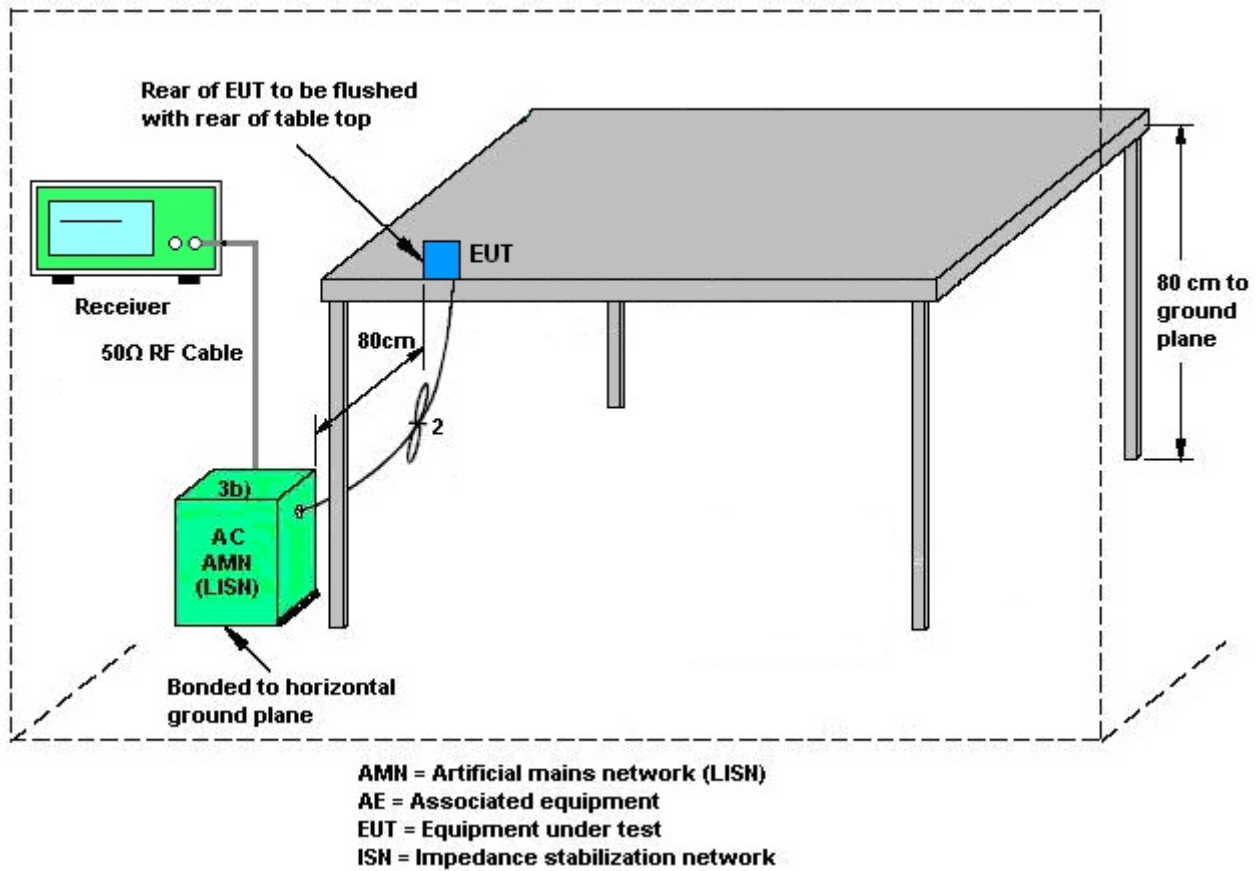 Rear of EUT to be flushed
with rear of table top
EUT
Receiver
50Ω RF Cable
80cm
2
80 cm to
ground
plane
3b)
AC
AMN
(LISN)
Bonded to horizontal
ground plane
AMN = Artificial mains network (LISN)
AE = Associated equipment
EUT = Equipment under test
ISN = Impedance stabilization network